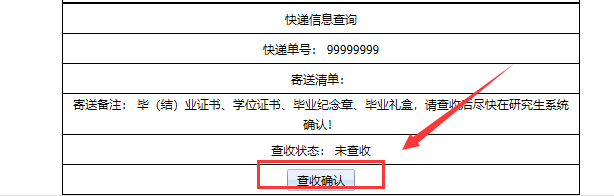 快递信息查询
快递单号： 99999999
寄送清单：
寄送备注： 毕（结）业证书、学位证书、毕业纪念章、毕业礼盒，请查收后尽快在研究生系统
确认！
查收状态： 未查收
查收确认